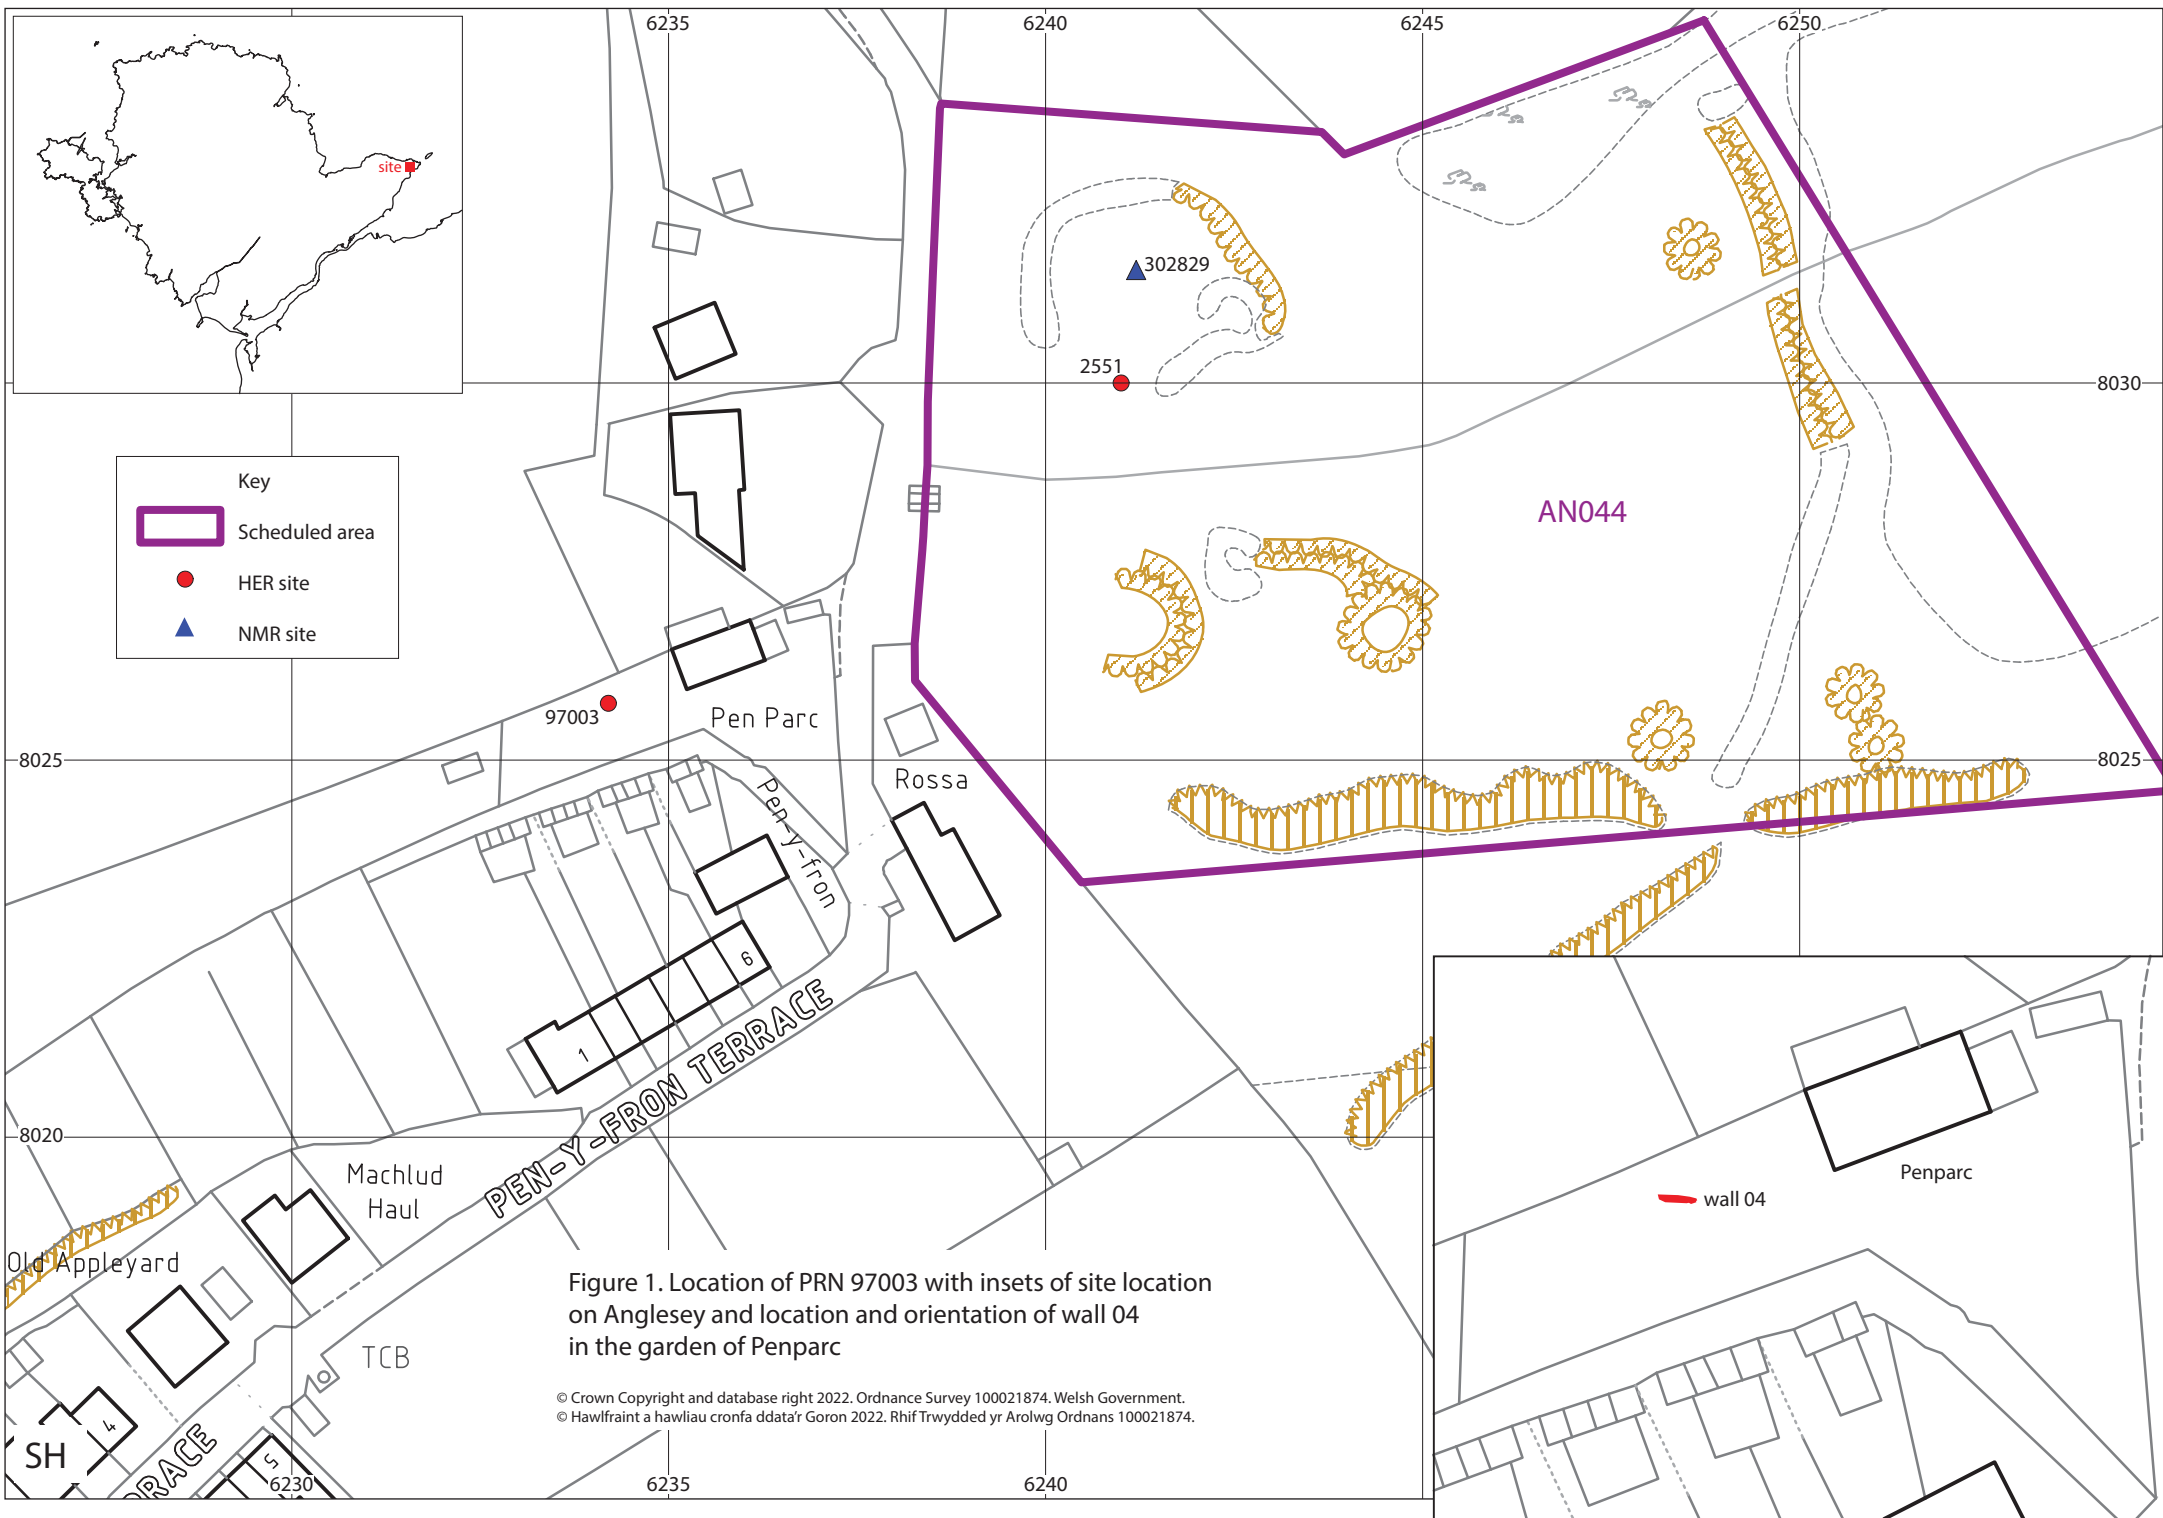 6235
6240
6245
6250
site
302829
2551
8030
Key
Scheduled area
HER site
NMR site
AN044
97003
Pen Parc
8025
8025
Rossa
Pen-y-fron
6
1
PEN-Y-FRON TERRACE
8020
Machlud
Haul
Penparc
wall 04
Old Appleyard
TCB
Figure 1. Location of PRN 97003 with insets of site location
on Anglesey and location and orientation of wall 04
in the garden of Penparc
© Crown Copyright and database right 2022. Ordnance Survey 100021874. Welsh Government.
© Hawlfraint a hawliau cronfa ddata'r Goron 2022. Rhif Trwydded yr Arolwg Ordnans 100021874.
4
SH
RRACE
5
6230
6235
6240